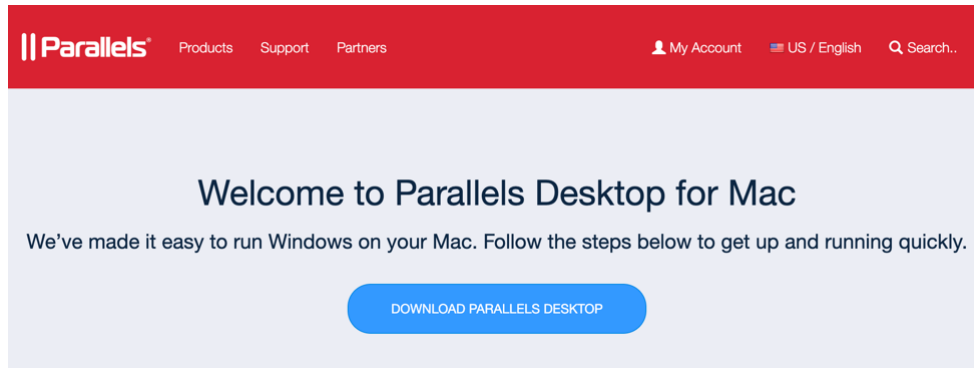 Parallels® Products Support Partners My Account US / English Search..
Welcome to Parallels Desktop for Mac
We've made it easy to run Windows on your Mac. Follow the steps below to get up and running quickly.
DOWNLOAD PARALLELS DESKTOP